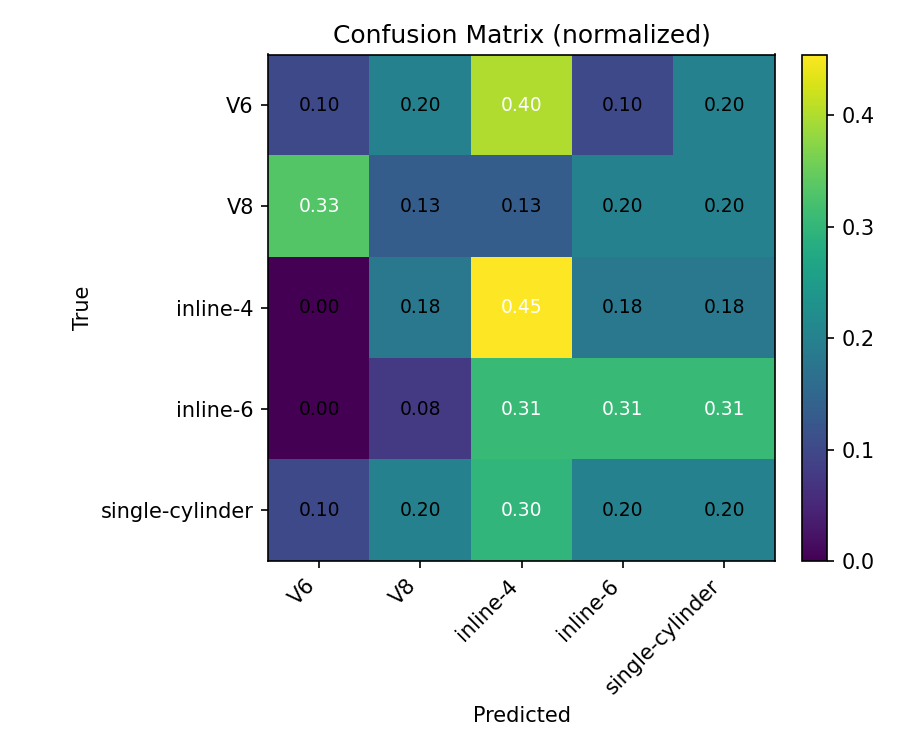 Confusion Matrix (normalized)
True
V6 0.10 0.20 0.40 0.10 0.20
V8 0.33 0.13 0.13 0.20 0.20
inline-4 0.00 0.18 0.45 0.18 0.18
inline-6 0.00 0.08 0.31 0.31 0.31
single-cylinder 0.10 0.20 0.30 0.20 0.20
V6 V8 inline-4 inline-6 single-cylinder
Predicted
0.4
0.3
0.2
0.1
0.0